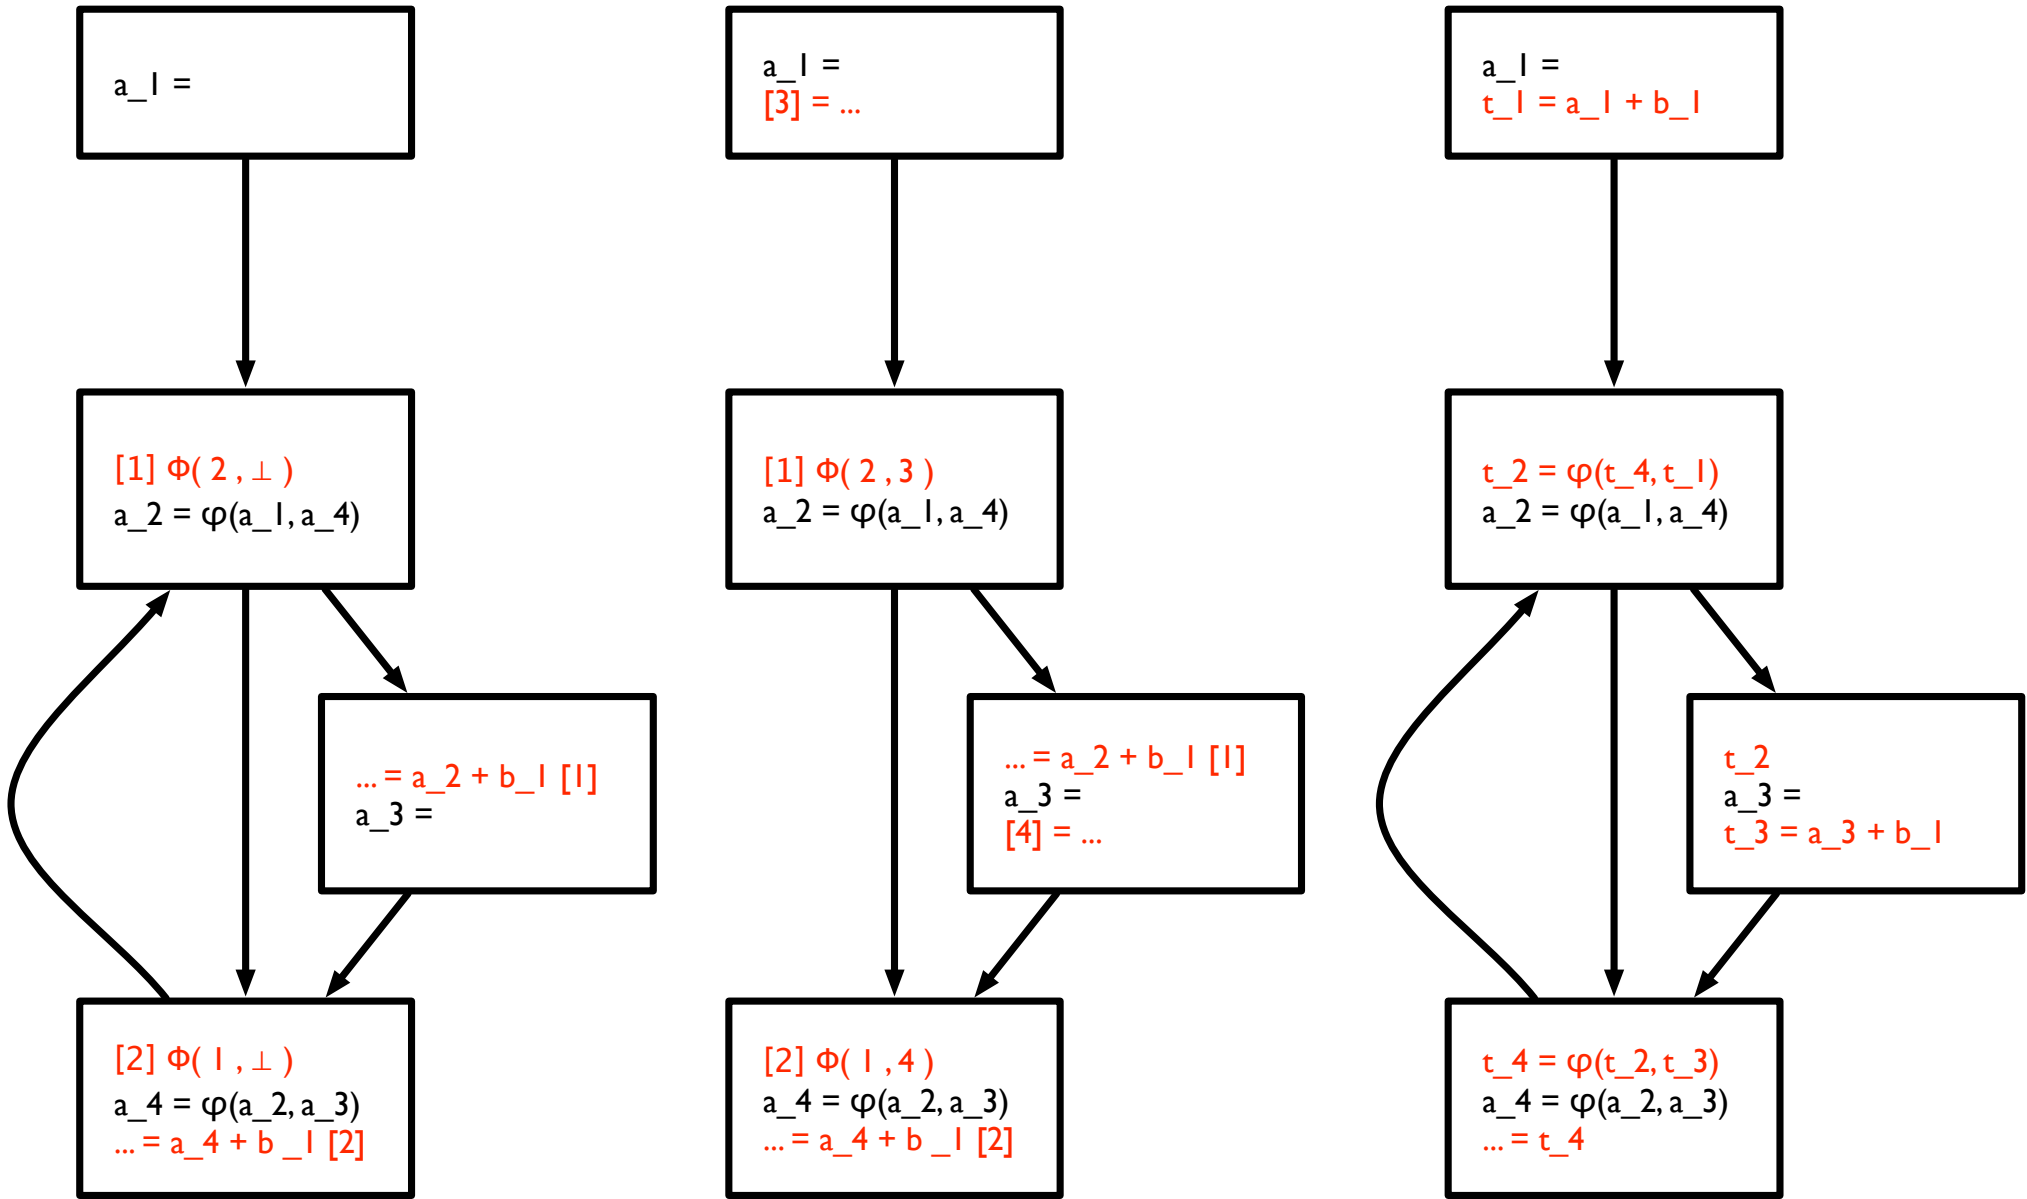 a_1 =
[1] Φ( 2 , ⊥ )
a_2 = φ(a_1, a_4)
... = a_2 + b_1 [1]
a_3 =
[2] Φ( 1 , ⊥ )
a_4 = φ(a_2, a_3)
... = a_4 + b _1 [2]
a_1 =
[3] = ...
[1] Φ( 2 , 3 )
a_2 = φ(a_1, a_4)
... = a_2 + b_1 [1]
a_3 =
[4] = ...
[2] Φ( 1 , 4 )
a_4 = φ(a_2, a_3)
... = a_4 + b _1 [2]
a_1 =
t_1 = a_1 + b_1
t_2 = φ(t_4, t_1)
a_2 = φ(a_1, a_4)
t_2
a_3 =
t_3 = a_3 + b_1
t_4 = φ(t_2, t_3)
a_4 = φ(a_2, a_3)
... = t_4